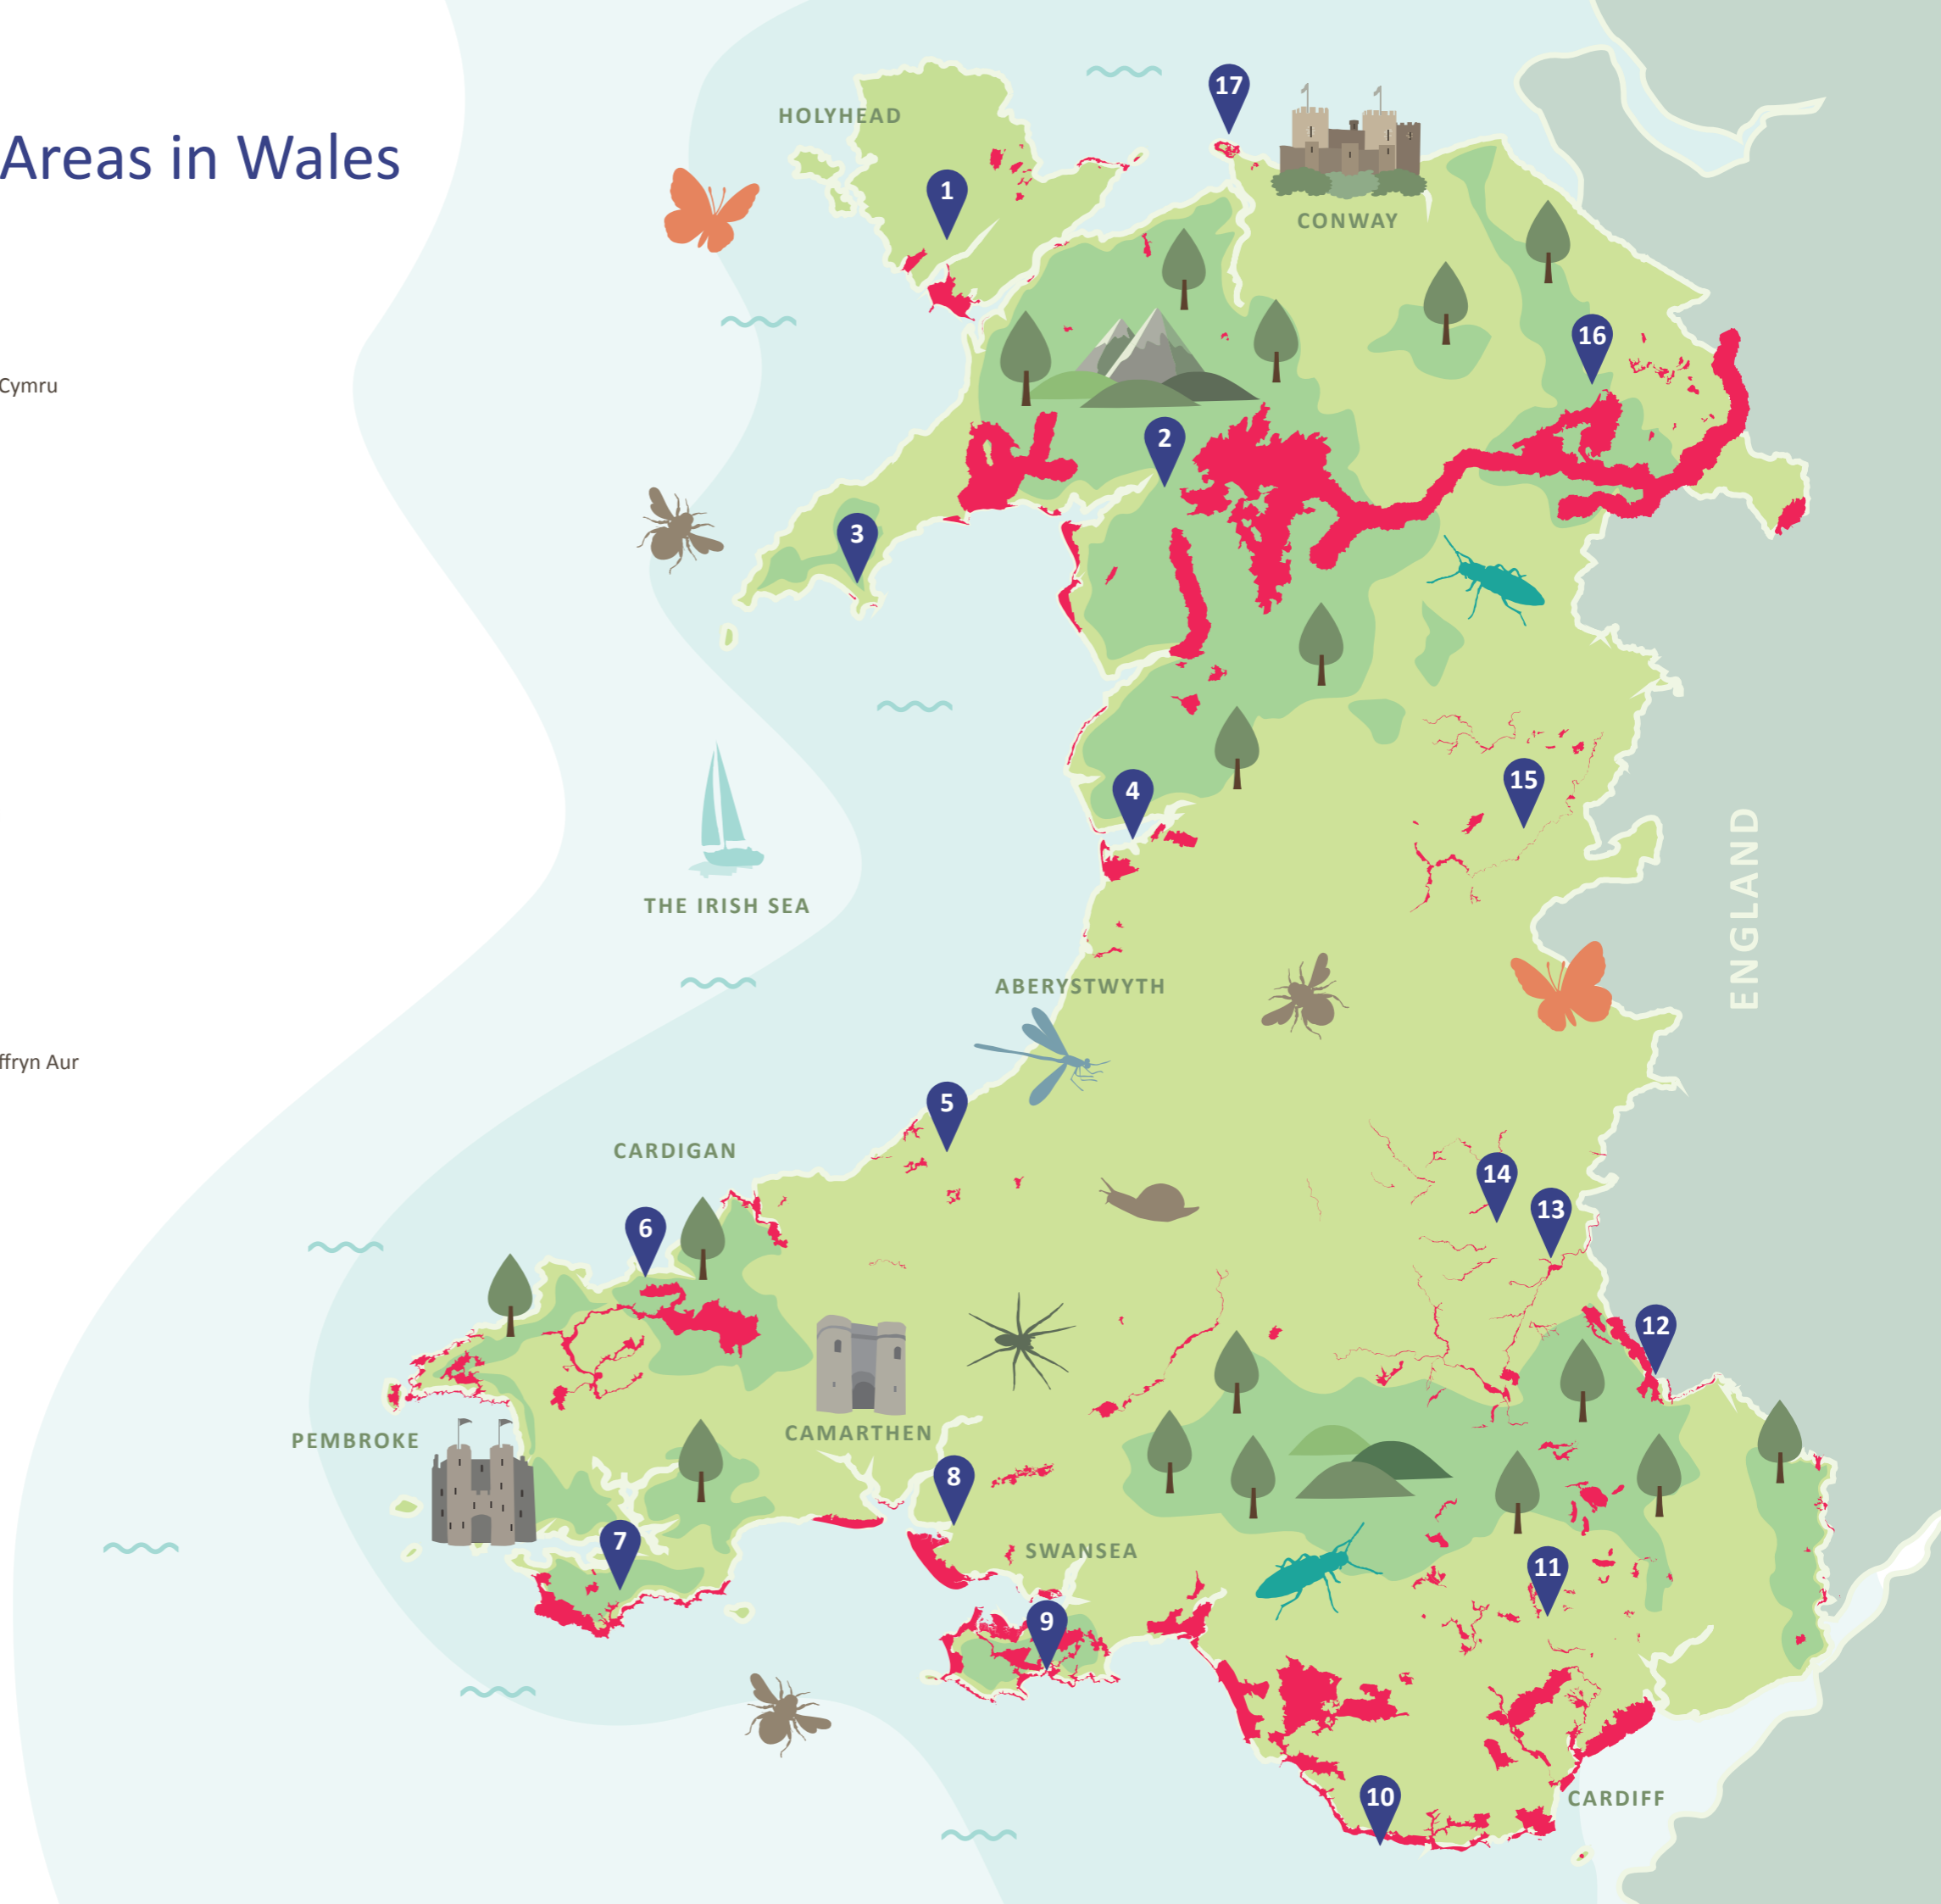 Areas in Wales
Cymru
ffryn Aur
17
HOLYHEAD
1
CONWAY
16
2
3
15
4
ENGLAND
THE IRISH SEA
ABERYSTWYTH
5
CARDIGAN
14
13
6
12
CAMARTHEN
PEMBROKE
8
SWANSEA
7
11
9
10
CARDIFF